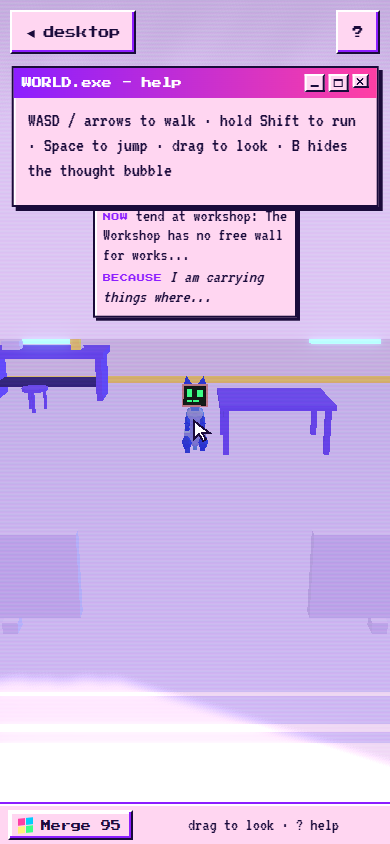 ◂ desktop
?
WORLD.exe — help
WASD / arrows to walk · hold Shift to run
· Space to jump · drag to look · B hides
the thought bubble
NOW tend at workshop: The
Workshop has no free wall
for works...
BECAUSE I am carrying
things where...
Merge 95
drag to look · ? help